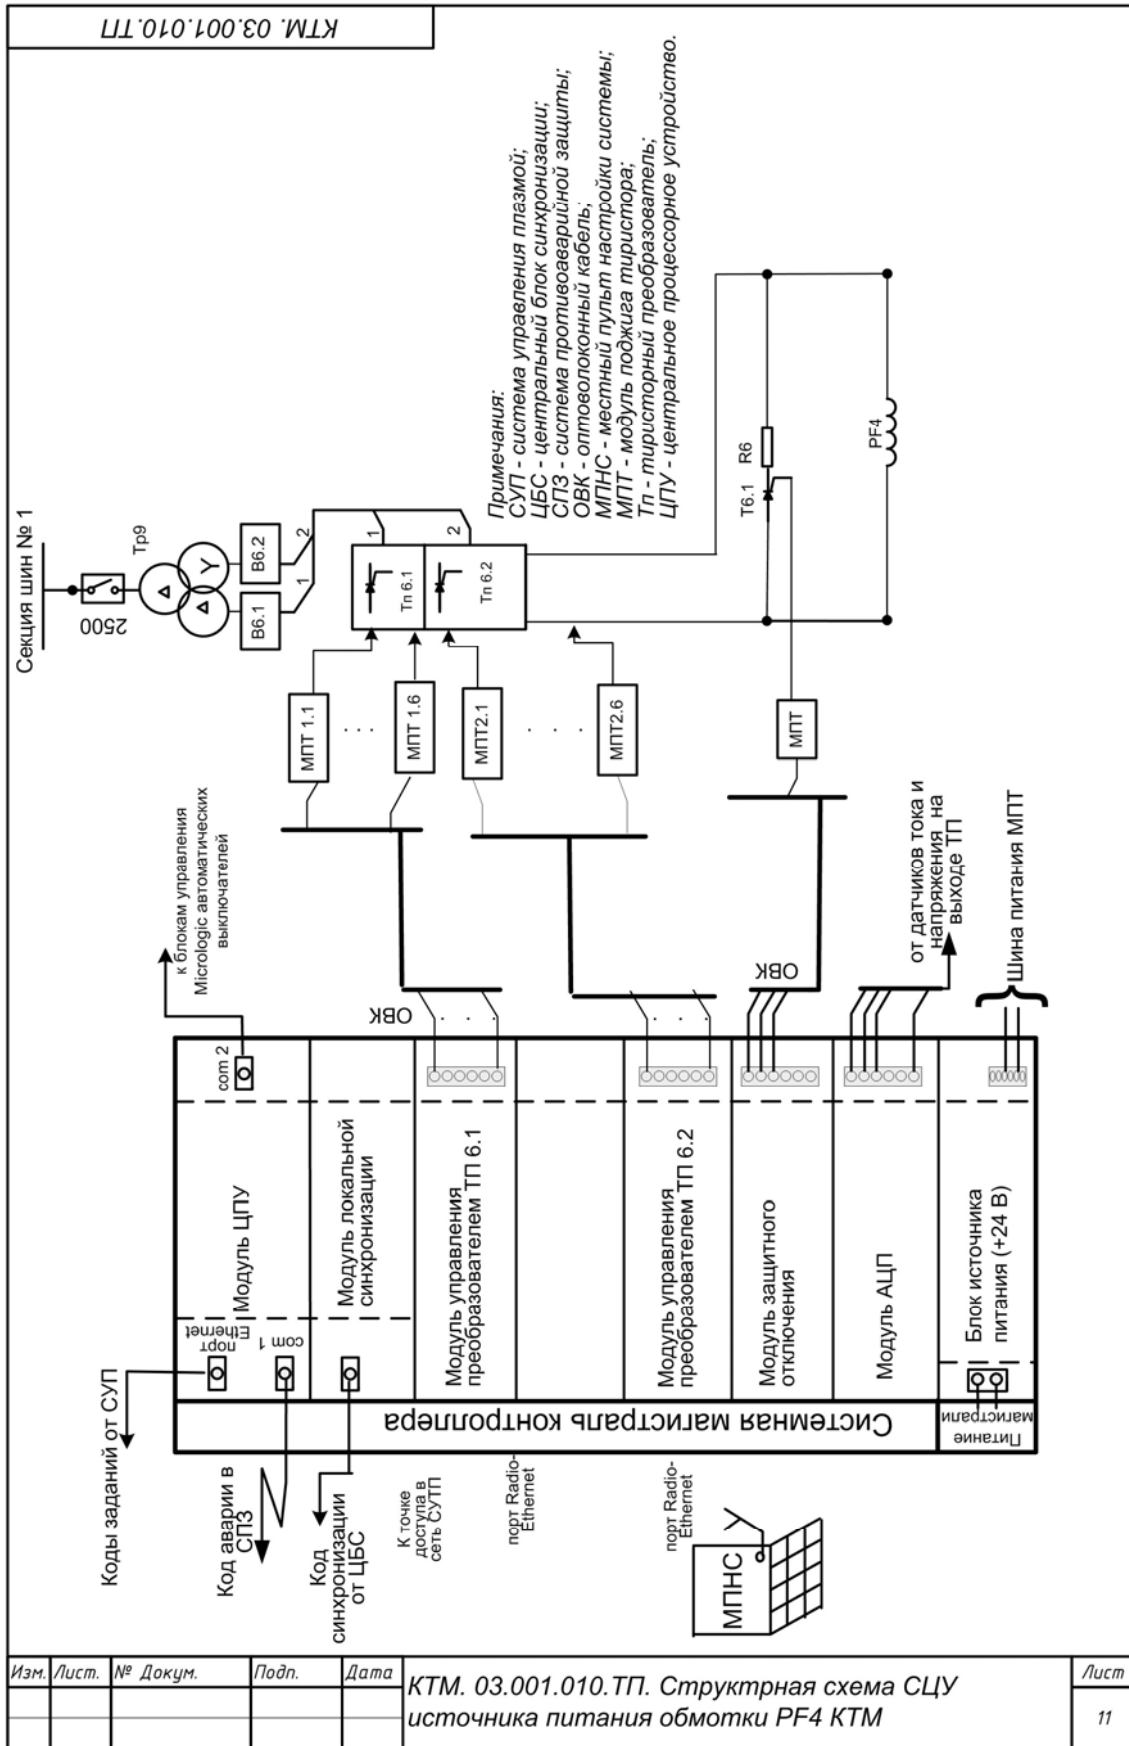 КТМ. 03.001.010.ТП
Секция шин № 1
2500
Тр9
В6.1
В6.2
1
2
1
2
Тп 6.1
Тп 6.2
Примечания:
СУП - система управления плазмой;
ЦБС - центральный блок синхронизации;
СПЗ - система противоаварийной защиты;
ОВК - оптоволоконный кабель;
МПНС - местный пульт настройки системы;
МПТ - модуль поджига тиристора;
Тп - тиристорный преобразователь;
ЦПУ - центральное процессорное устройство.
МПТ 1.1
. . .
МПТ 1.6
МПТ2.1
. . .
МПТ2.6
МПТ
Т6.1
R6
PF4
к блокам управления
Micrologic автоматических
выключателей
ОВК
ОВК
от датчиков тока и
напряжения на
выходе ТП
Шина питания МПТ
com 2
Модуль ЦПУ
порт
Ethernet
com 1
Модуль локальной
синхронизации
Модуль управления
преобразователем ТП 6.1
Модуль управления
преобразователем ТП 6.2
Модуль защитного
отключения
Модуль АЦП
Блок источника
питания (+24 В)
Системная магистраль контроллера
Питание
магистрали
Коды заданий от СУП
Код аварии в
СПЗ
Код
синхронизации
от ЦБС
К точке
доступа в
сеть СУТП
порт Radio-
Ethernet
порт Radio-
Ethernet
МПНС
Изм. Лист. № Докум. Подп. Дата
КТМ. 03.001.010.ТП. Структрная схема СЦУ
источника питания обмотки PF4 КТМ
Лист
11